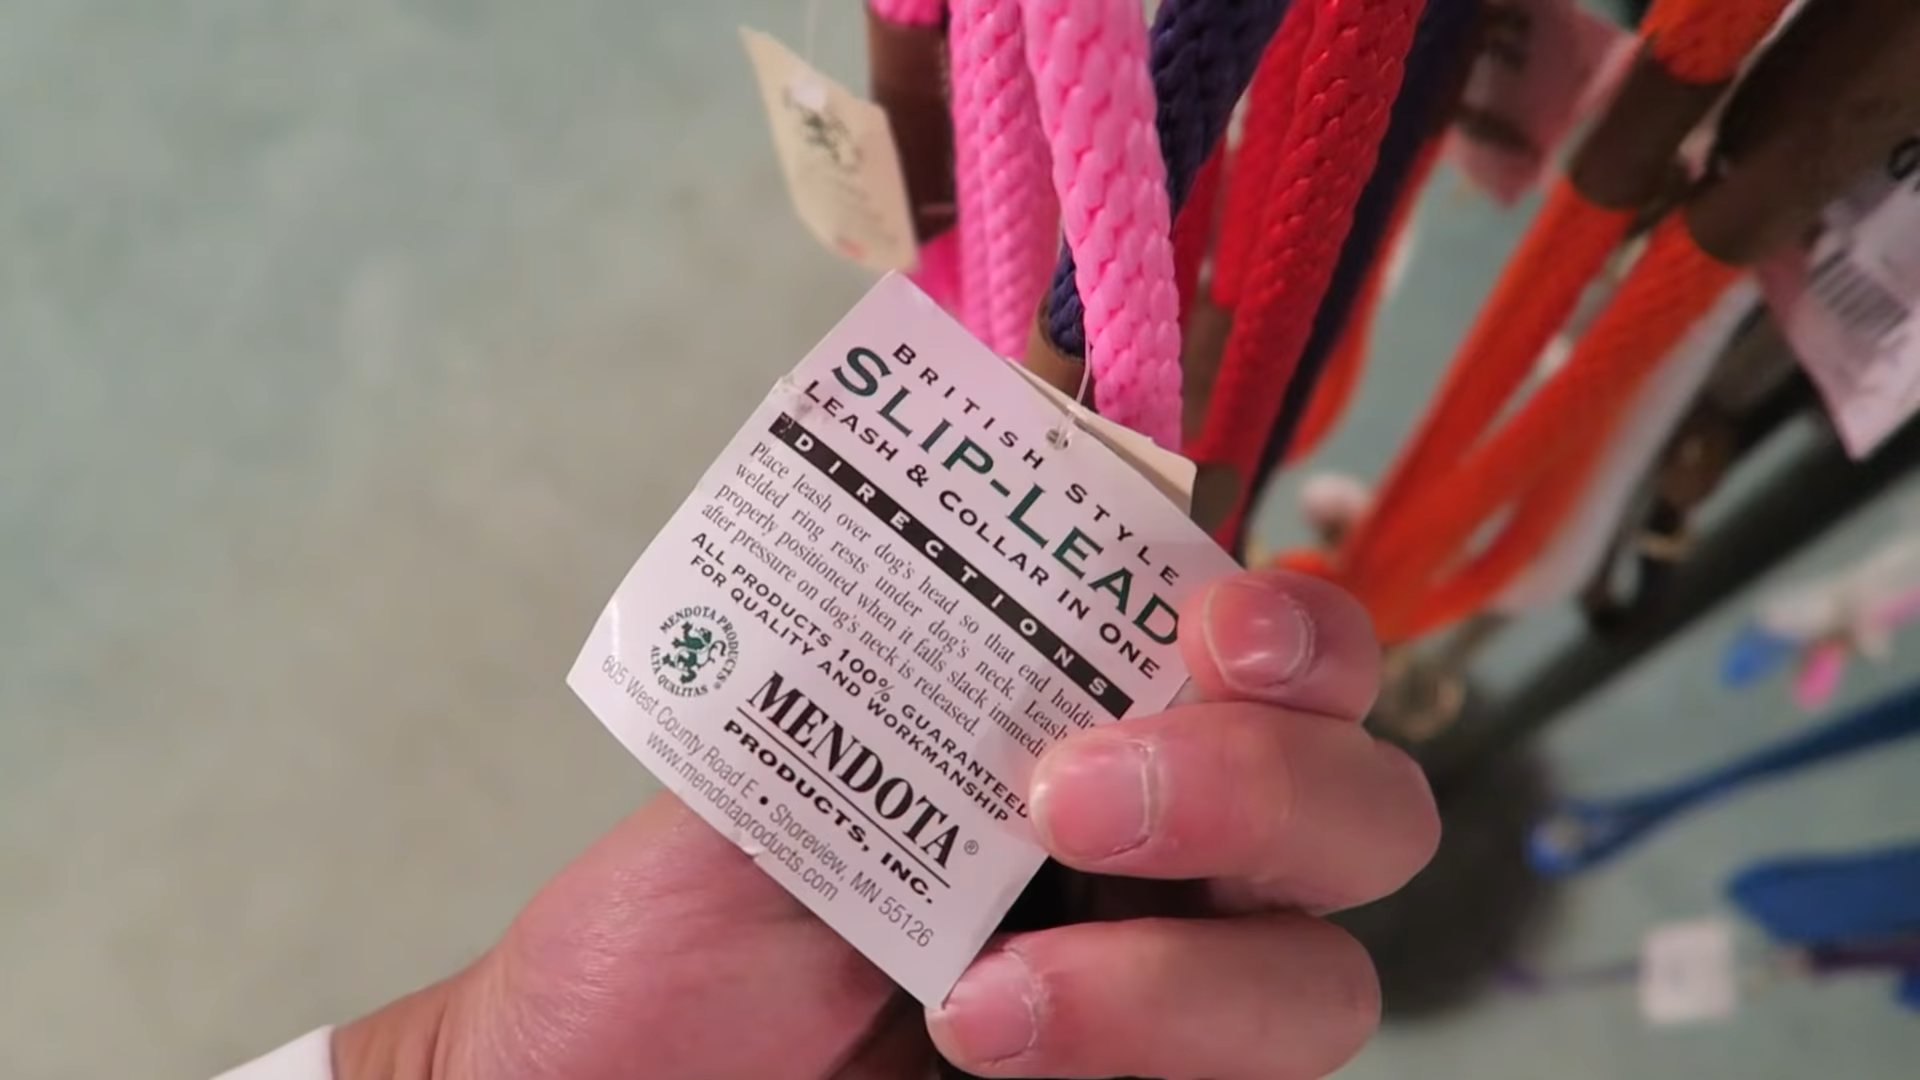 BRITISH STYLE
SLIP-LEAD
LEASH & COLLAR IN ONE
DIRECTIONS
Place leash over dog's head so that end holdi
welded ring rests under dog's neck. Leash
properly positioned when it falls slack immedi
after pressure on dog's neck is released.
ALL PRODUCTS 100% GUARANTEED
FOR QUALITY AND WORKMANSHIP
MENDOTA PRODUCTS®
ALTA QUALITAS
MENDOTA®
PRODUCTS, INC.
605 West County Road E • Shoreview, MN 55126
www.mendotaproducts.com